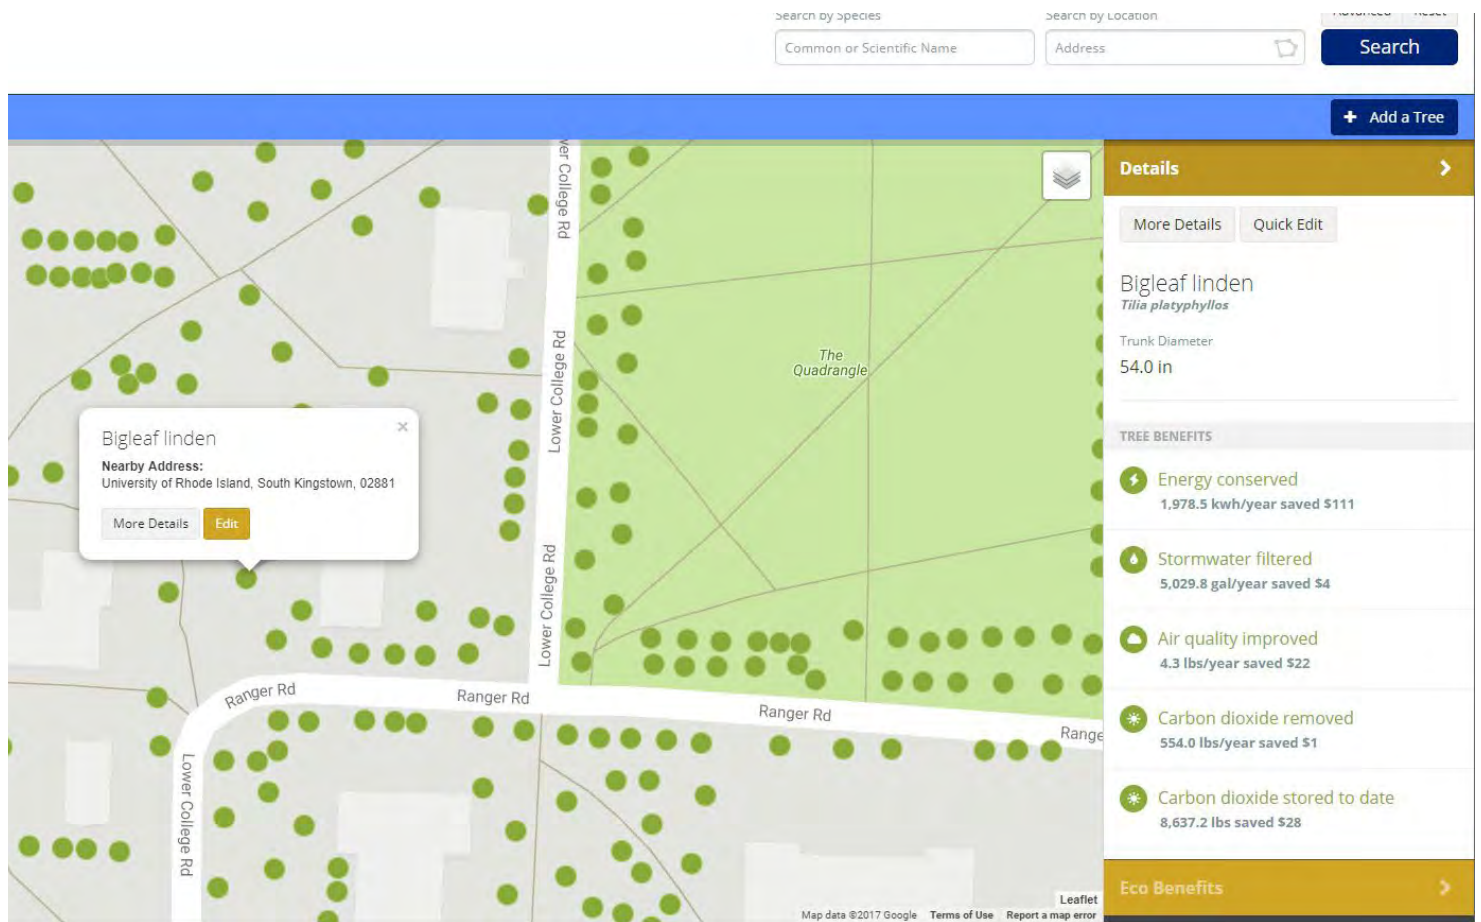 Search by Species
Search by Location
Advanced
Reset
Common or Scientific Name
Address
Search
+ Add a Tree
Details
More Details
Quick Edit
Bigleaf linden
Tilia platyphyllos
Trunk Diameter
54.0 in
TREE BENEFITS
Energy conserved
1,978.5 kwh/year saved $111
Stormwater filtered
5,029.8 gal/year saved $4
Air quality improved
4.3 lbs/year saved $22
Carbon dioxide removed
554.0 lbs/year saved $1
Carbon dioxide stored to date
8,637.2 lbs saved $28
Eco Benefits
ver College Rd
Lower College Rd
Lower College Rd
Lower College Rd
The
Quadrangle
Bigleaf linden
×
Nearby Address:
University of Rhode Island, South Kingstown, 02881
More Details
Edit
Ranger Rd
Ranger Rd
Ranger Rd
Range
Leaflet
Map data ©2017 Google
Terms of Use
Report a map error